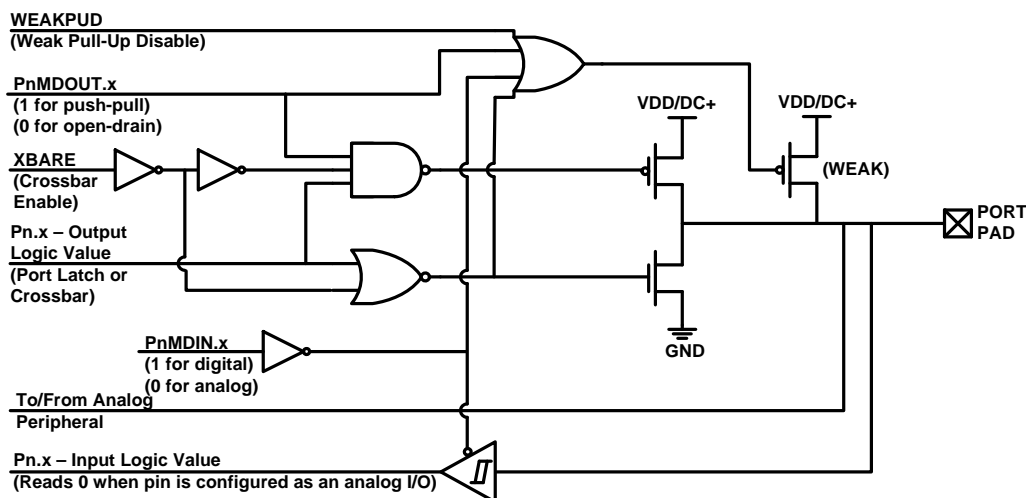 WEAKPUD
(Weak Pull-Up Disable)
PnMDOUT.x
(1 for push-pull)
(0 for open-drain)
XBARE
(Crossbar
Enable)
Pn.x – Output
Logic Value
(Port Latch or
Crossbar)
PnMDIN.x
(1 for digital)
(0 for analog)
To/From Analog
Peripheral
Pn.x – Input Logic Value
(Reads 0 when pin is configured as an analog I/O)
VDD/DC+
VDD/DC+
(WEAK)
PORT
PAD
GND